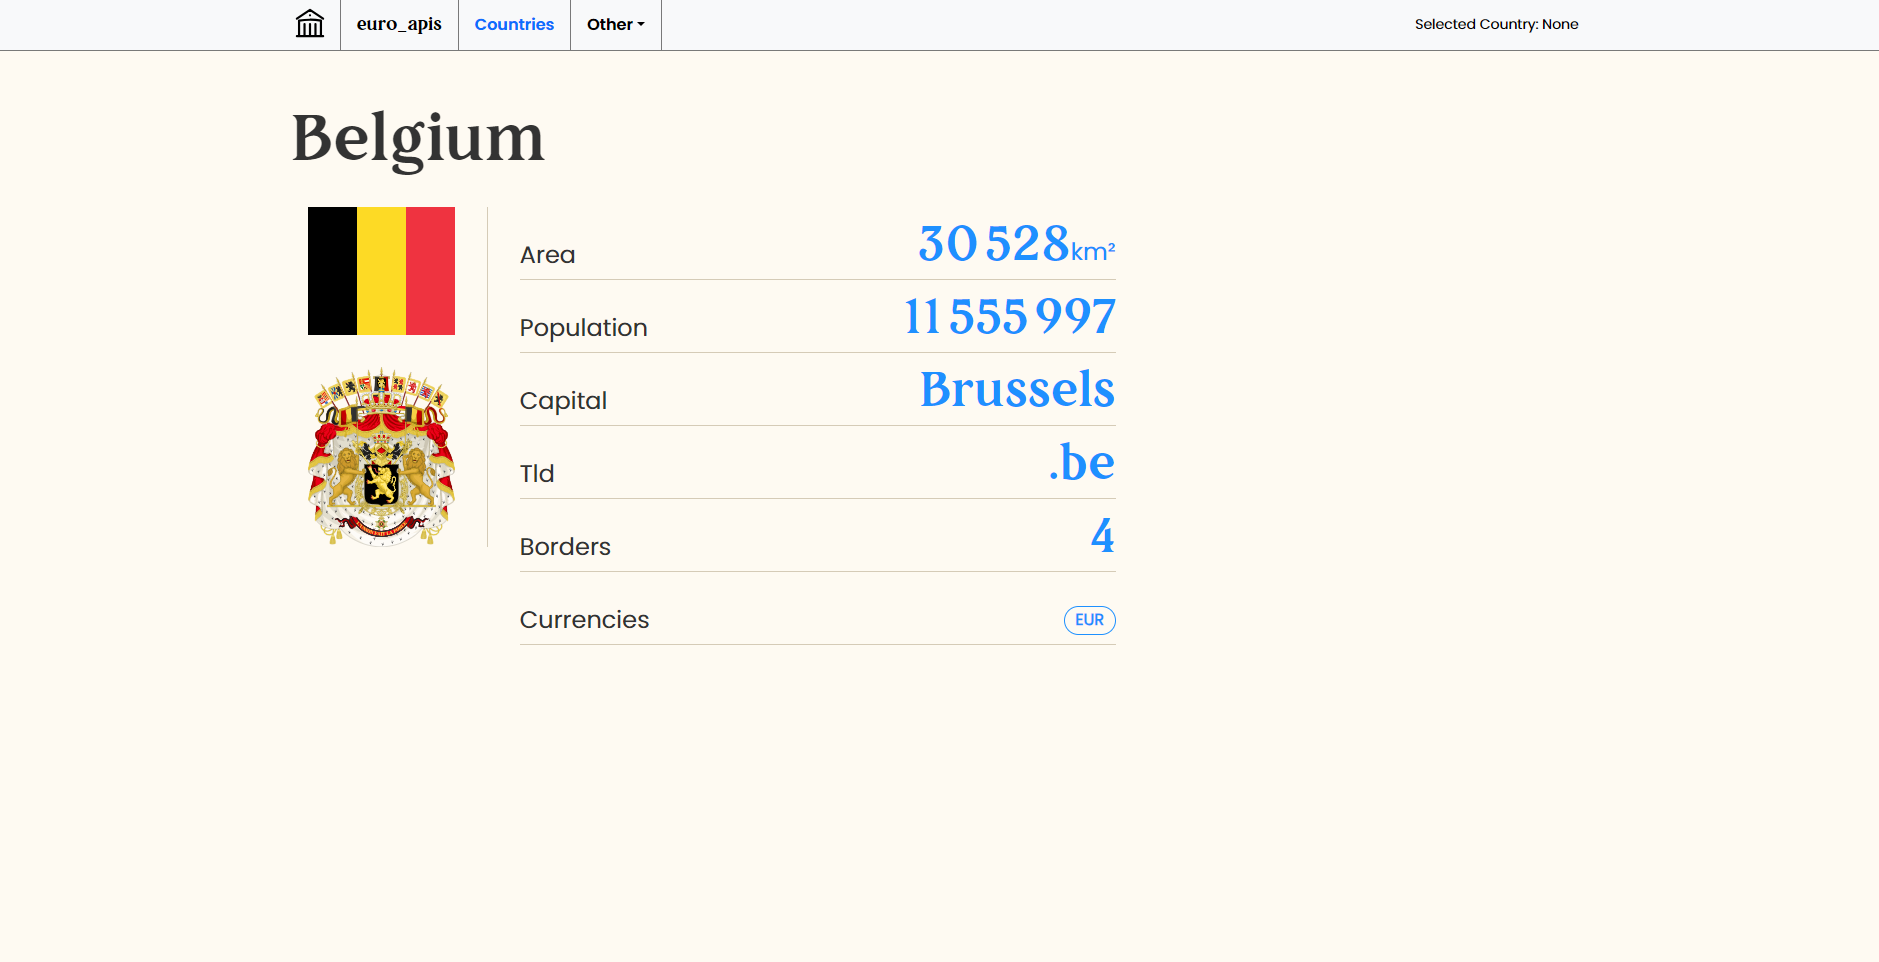 euro_apis
Countries
Other
Selected Country: None
Belgium
Area
30 528km²
Population
11 555 997
Capital
Brussels
Tld
.be
Borders
4
Currencies
EUR